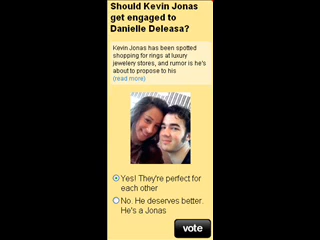 Should Kevin Jonas
get engaged to
Danielle Deleasa?
Kevin Jonas has been spotted
shopping for rings at luxury
jewelery stores, and rumor is he's
about to propose to his
(read more)
Yes! They're perfect for
each other
No. He deserves better.
He's a Jonas
vote